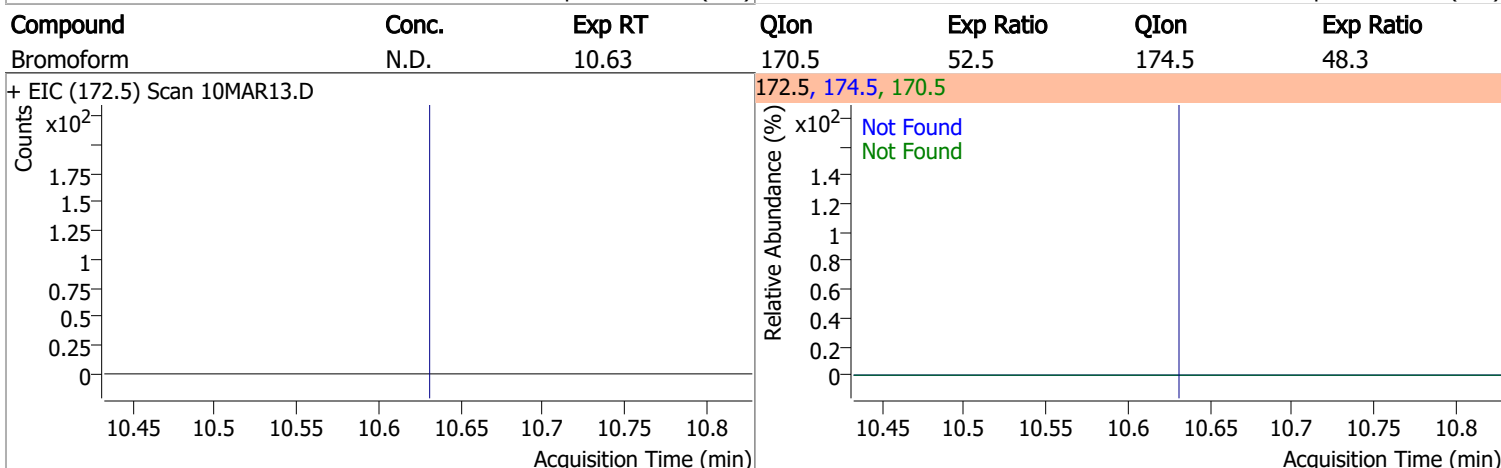 Compound Conc. Exp RT QIon Exp Ratio QIon Exp Ratio
Bromoform N.D. 10.63 170.5 52.5 174.5 48.3
+ EIC (172.5) Scan 10MAR13.D
Counts
x10²
1.75
1.5
1.25
1
0.75
0.5
0.25
0
10.45 10.5 10.55 10.6 10.65 10.7 10.75 10.8
Acquisition Time (min)
172.5, 174.5, 170.5
Relative Abundance (%)
x10²
Not Found
Not Found
1.4
1.2
1
0.8
0.6
0.4
0.2
0
10.45 10.5 10.55 10.6 10.65 10.7 10.75 10.8
Acquisition Time (min)